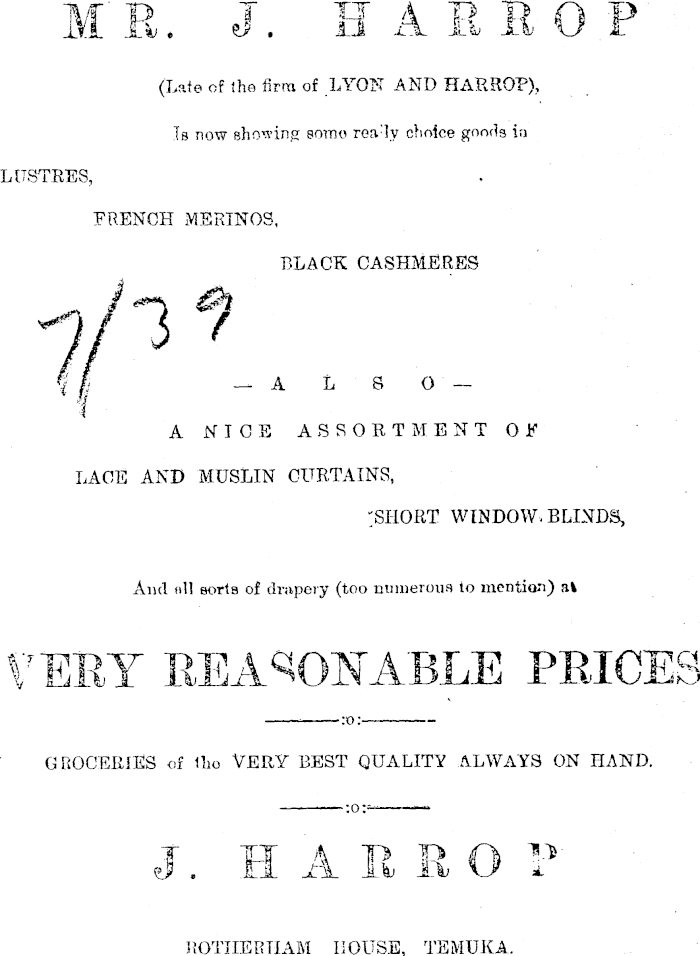 MR. J. HARROP
(Late of the firm of LYON AND HARROP),
Is now showing some really choice goods in
LUSTRES,
FRENCH MERINOS,
BLACK CASHMERES
7/39
— ALSO —
A NICE ASSORTMENT OF
LACE AND MUSLIN CURTAINS,
SHORT WINDOW BLINDS,
And all sorts of drapery (too numerous to mention) at
VERY REASONABLE PRICES
———:o:———
GROCERIES of the VERY BEST QUALITY ALWAYS ON HAND.
———:o:———
J. HARROP
ROTHERHAM HOUSE, TEMUKA.